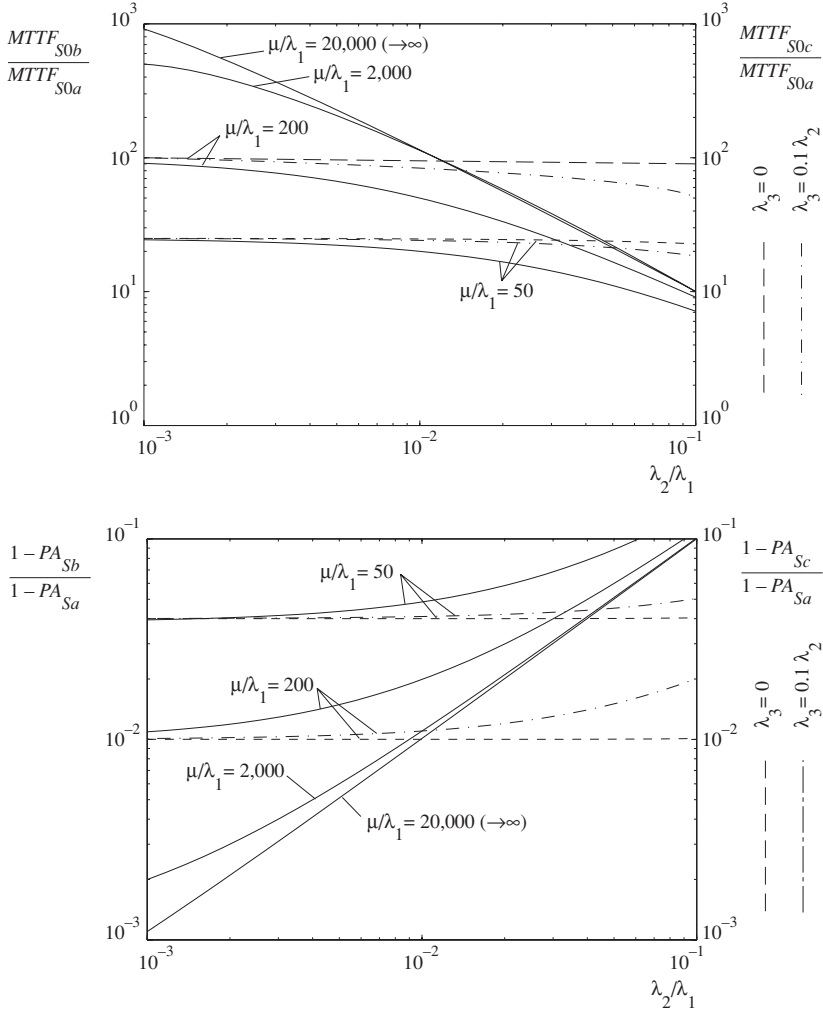 MTTF_S0b / MTTF_S0a
MTTF_S0c / MTTF_S0a
10^3
10^2
10^1
10^0
μ/λ_1 = 20,000 (→∞)
μ/λ_1 = 2,000
μ/λ_1 = 200
μ/λ_1 = 50
10^3
10^2
10^1
10^0
λ_3 = 0
λ_3 = 0.1 λ_2
10^−3
10^−2
10^−1
λ_2/λ_1
1 − PA_Sb / 1 − PA_Sa
1 − PA_Sc / 1 − PA_Sa
10^−1
10^−2
10^−3
μ/λ_1 = 50
μ/λ_1 = 200
μ/λ_1 = 2,000
μ/λ_1 = 20,000 (→∞)
10^−1
10^−2
10^−3
λ_3 = 0
λ_3 = 0.1 λ_2
10^−3
10^−2
10^−1
λ_2/λ_1